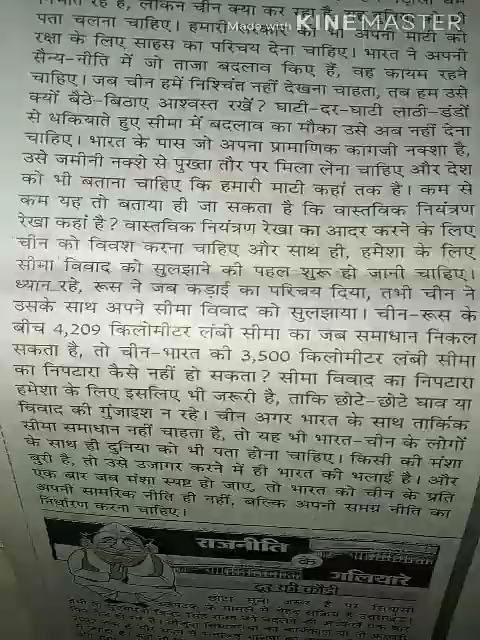 Made with KINEMASTER
निभाते रहे हैं, लेकिन चीन क्या कर रहा है,
पता चलना चाहिए। हमारी भी अपनी माटी की
रक्षा के लिए साहस का परिचय देना चाहिए। भारत ने अपनी
सैन्य-नीति में जो ताजा बदलाव किए हैं, वह कायम रहने
चाहिए। जब चीन हमें निश्चिंत नहीं देखना चाहता, तब हम उसे
क्यों बैठे-बिठाए आश्वस्त रखें? घाटी-दर-घाटी लाठी-डंडों
से धकियाते हुए सीमा में बदलाव का मौका उसे अब नहीं देना
चाहिए। भारत के पास जो अपना प्रामाणिक कागजी नक्शा है,
उसे जमीनी नक्शे से पुख्ता तौर पर मिला लेना चाहिए और देश
को भी बताना चाहिए कि हमारी माटी कहां तक है। कम से
कम यह तो बताया ही जा सकता है कि वास्तविक नियंत्रण
रेखा कहां है? वास्तविक नियंत्रण रेखा का आदर करने के लिए
चीन को विवश करना चाहिए और साथ ही, हमेशा के लिए
सीमा विवाद को सुलझाने की पहल शुरू हो जानी चाहिए।
ध्यान रहे, रूस ने जब कड़ाई का परिचय दिया, तभी चीन ने
उसके साथ अपने सीमा विवाद को सुलझाया। चीन-रूस के
बीच 4,209 किलोमीटर लंबी सीमा का जब समाधान निकल
सकता है, तो चीन-भारत की 3,500 किलोमीटर लंबी सीमा
का निपटारा कैसे नहीं हो सकता? सीमा विवाद का निपटारा
हमेशा के लिए इसलिए भी जरूरी है, ताकि छोटे-छोटे घाव या
विवाद की गुंजाइश न रहे। चीन अगर भारत के साथ तार्किक
सीमा समाधान नहीं चाहता है, तो यह भी भारत-चीन के लोगों
के साथ ही दुनिया को भी पता होना चाहिए। किसी की मंशा
बुरी है, तो उसे उजागर करने में ही भारत की भलाई है। और
एक बार जब मंशा स्पष्ट हो जाए, तो भारत को चीन के प्रति
अपनी सामरिक नीति ही नहीं, बल्कि अपनी समग्र नीति का
निर्धारण करना चाहिए।
राजनीति
के
गलियारे
दूर की कौड़ी